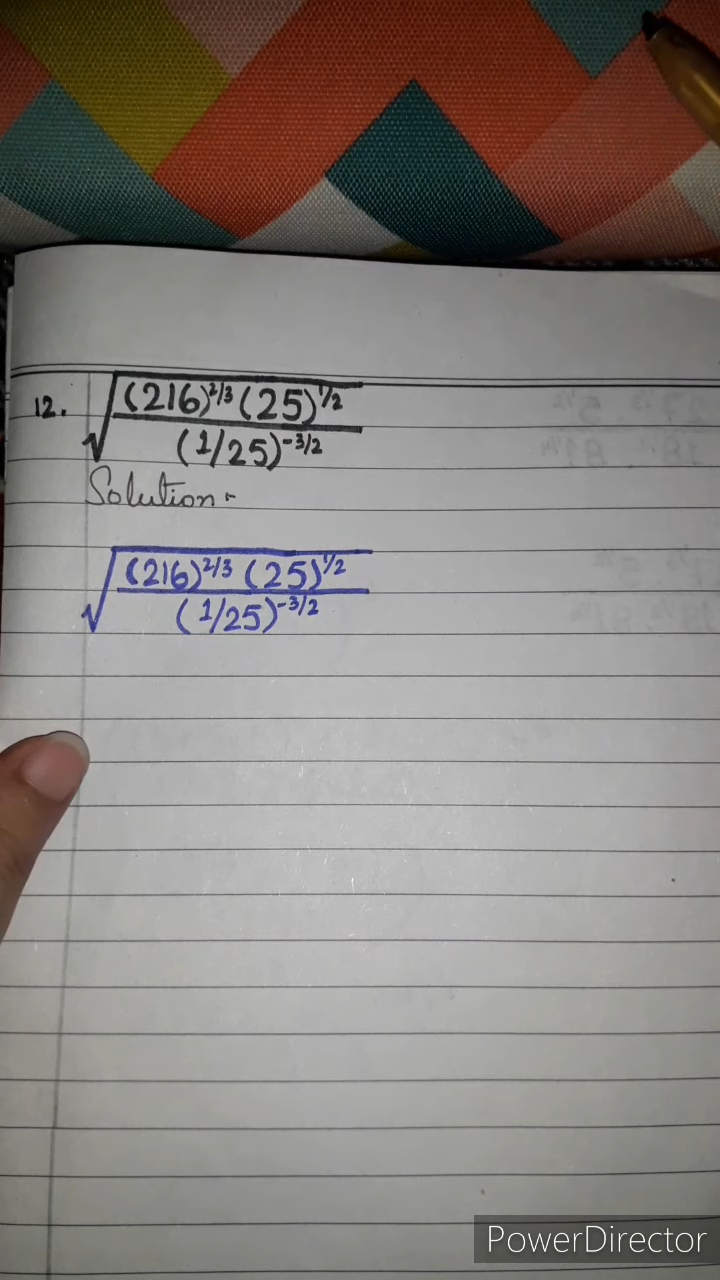 12. √((216)^2/3 (25)^1/2 / (1/25)^-3/2)
Solution:-
√((216)^2/3 (25)^1/2 / (1/25)^-3/2)
PowerDirector